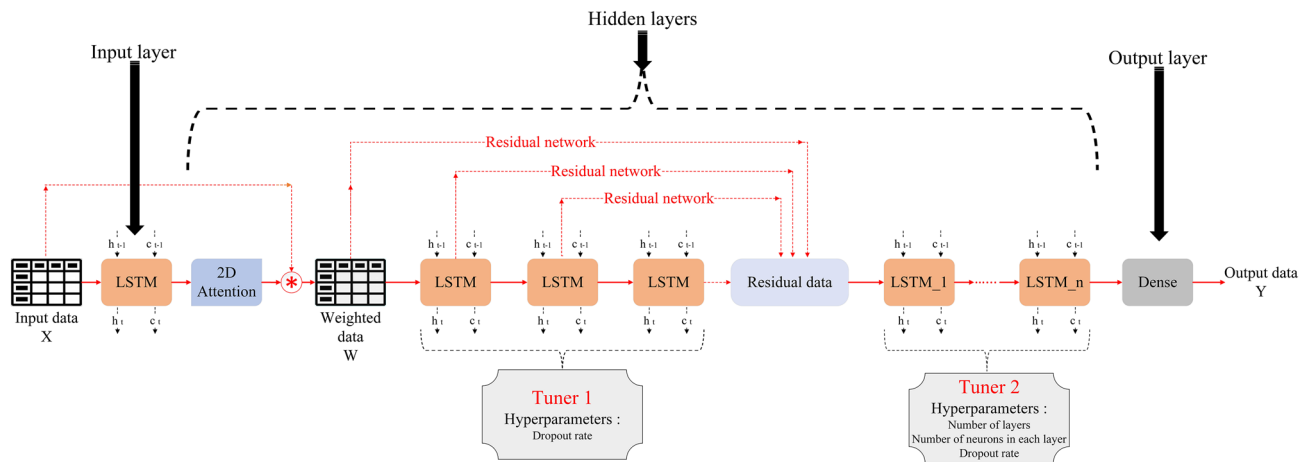 Hidden layers
Input layer
Output layer
Residual network
Residual network
Residual network
h t-1 c t-1
h t-1 c t-1
h t-1 c t-1
h t-1 c t-1
h t-1 c t-1
h t-1 c t-1
LSTM
2D
Attention
*
LSTM
LSTM
LSTM
Residual data
LSTM_1
LSTM_n
Dense
Output data
Y
Input data
X
h t c t
Weighted
data
W
h t c t
h t c t
h t c t
h t c t
h t c t
Tuner 1
Hyperparameters :
Dropout rate
Tuner 2
Hyperparameters :
Number of layers
Number of neurons in each layer
Dropout rate